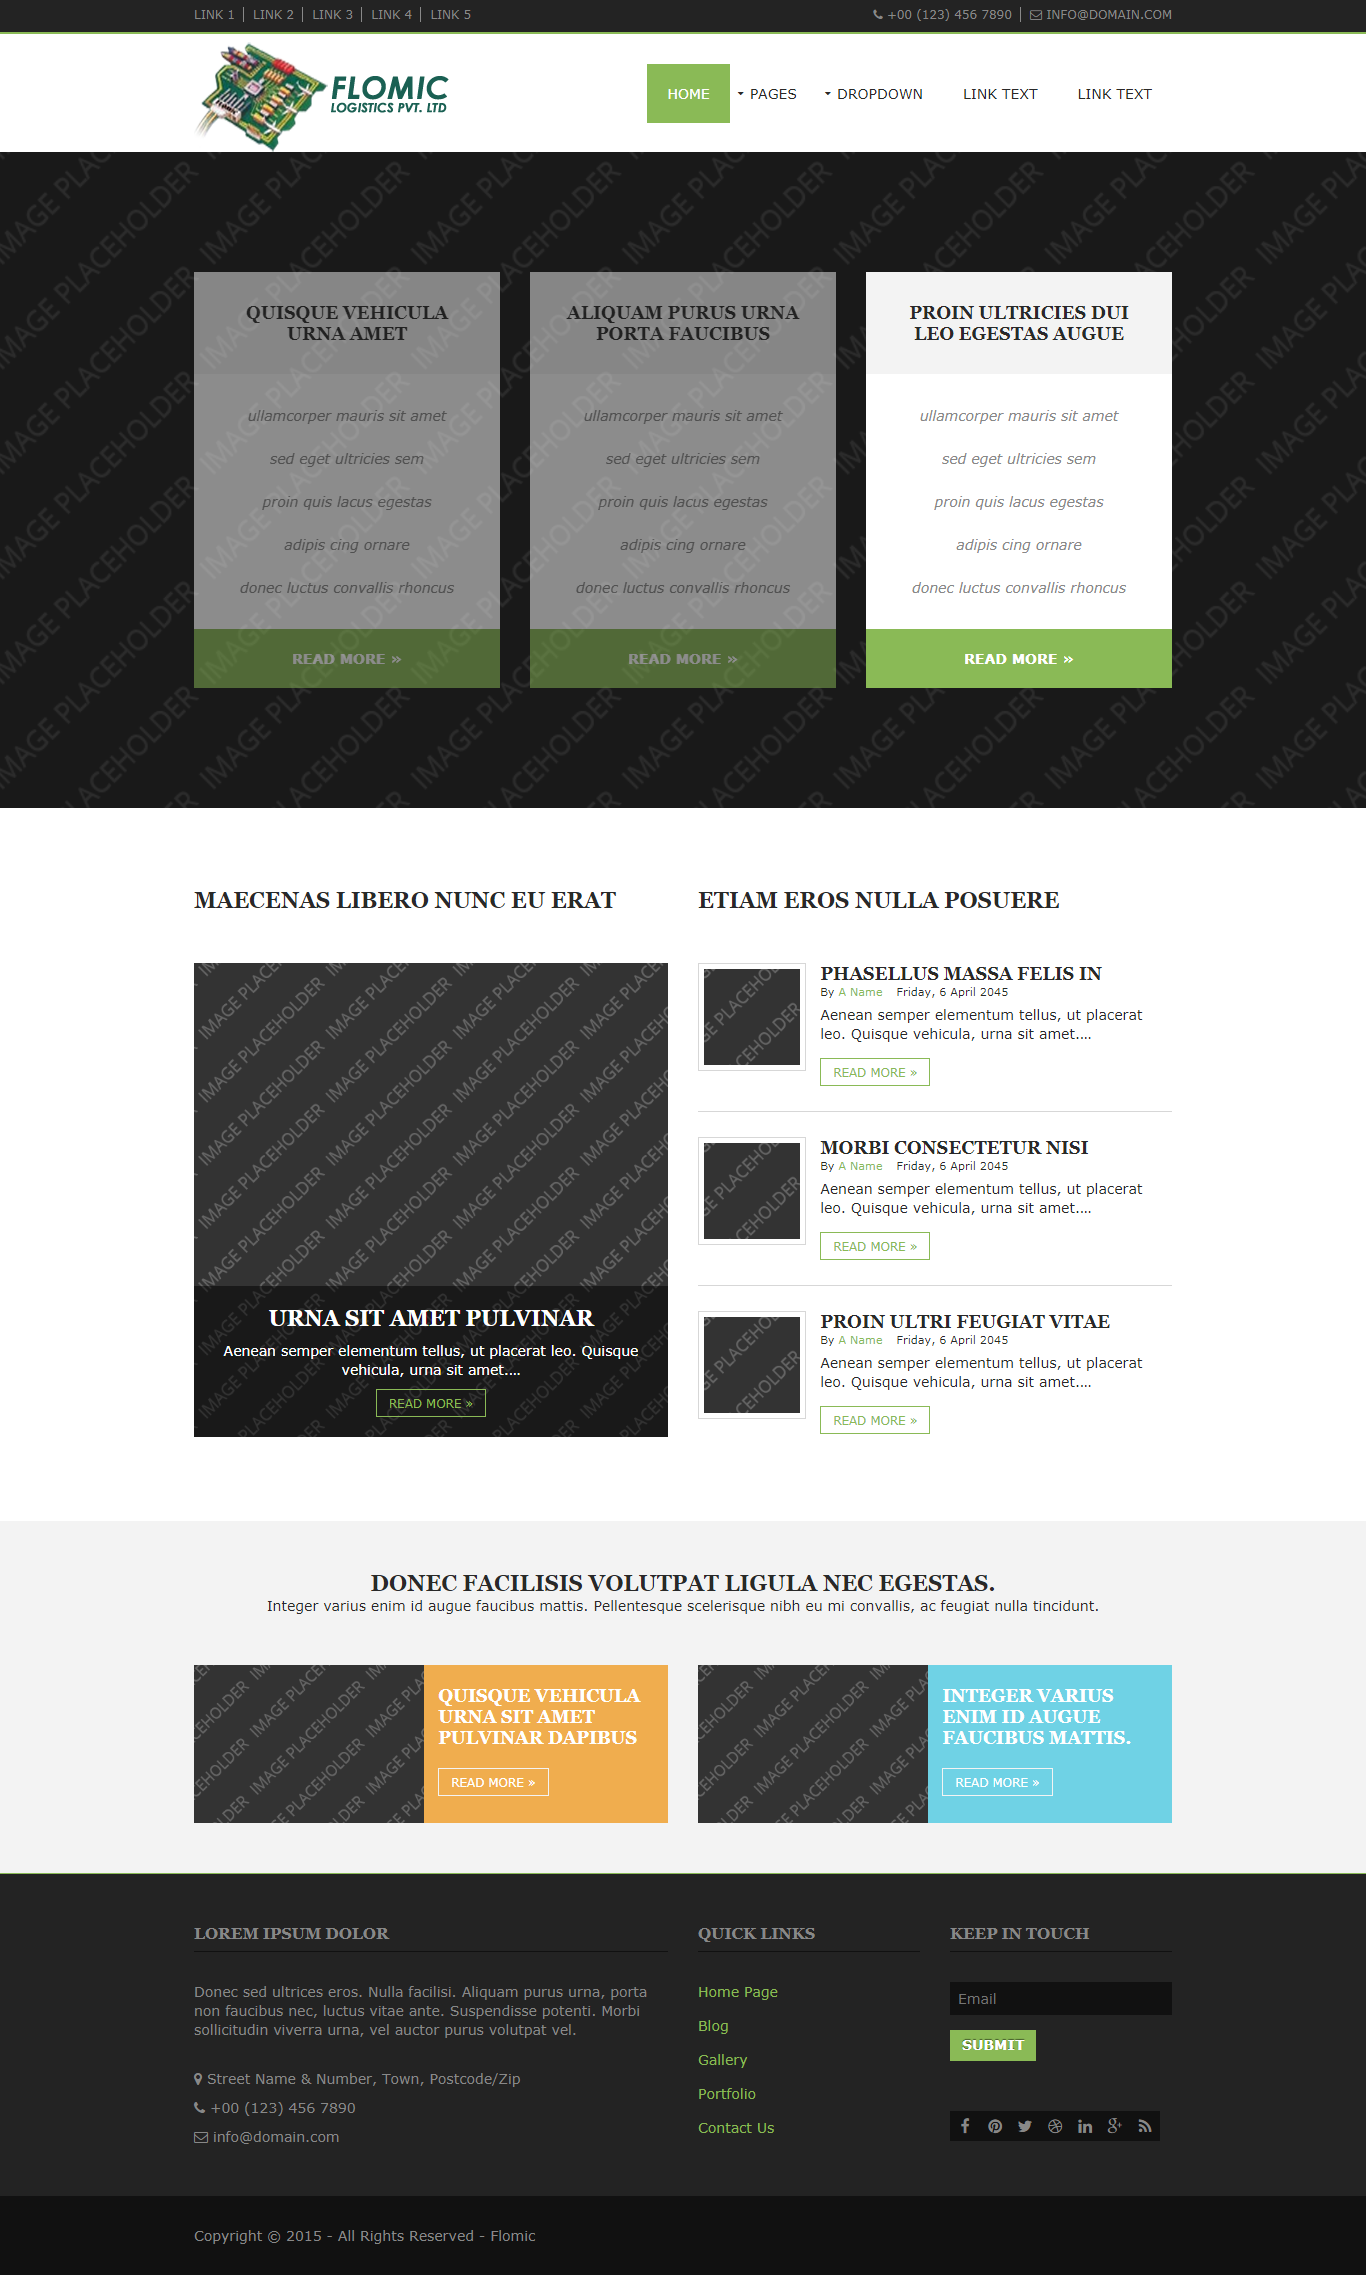 LINK 1 LINK 2 LINK 3 LINK 4 LINK 5
+00 (123) 456 7890 INFO@DOMAIN.COM
FLOMIC
LOGISTICS PVT. LTD
HOME PAGES DROPDOWN LINK TEXT LINK TEXT
QUISQUE VEHICULA
URNA AMET
ullamcorper mauris sit amet
sed eget ultricies sem
proin quis lacus egestas
adipis cing ornare
donec luctus convallis rhoncus
READ MORE »
ALIQUAM PURUS URNA
PORTA FAUCIBUS
ullamcorper mauris sit amet
sed eget ultricies sem
proin quis lacus egestas
adipis cing ornare
donec luctus convallis rhoncus
READ MORE »
PROIN ULTRICIES DUI
LEO EGESTAS AUGUE
ullamcorper mauris sit amet
sed eget ultricies sem
proin quis lacus egestas
adipis cing ornare
donec luctus convallis rhoncus
READ MORE »
MAECENAS LIBERO NUNC EU ERAT
IMAGE PLACEHOLDER
URNA SIT AMET PULVINAR
Aenean semper elementum tellus, ut placerat leo. Quisque
vehicula, urna sit amet....
READ MORE »
ETIAM EROS NULLA POSUERE
PHASELLUS MASSA FELIS IN
By A Name Friday, 6 April 2045
Aenean semper elementum tellus, ut placerat
leo. Quisque vehicula, urna sit amet....
READ MORE »
MORBI CONSECTETUR NISI
By A Name Friday, 6 April 2045
Aenean semper elementum tellus, ut placerat
leo. Quisque vehicula, urna sit amet....
READ MORE »
PROIN ULTRI FEUGIAT VITAE
By A Name Friday, 6 April 2045
Aenean semper elementum tellus, ut placerat
leo. Quisque vehicula, urna sit amet....
READ MORE »
DONEC FACILISIS VOLUTPAT LIGULA NEC EGESTAS.
Integer varius enim id augue faucibus mattis. Pellentesque scelerisque nibh eu mi convallis, ac feugiat nulla tincidunt.
IMAGE PLACEHOLDER
QUISQUE VEHICULA
URNA SIT AMET
PULVINAR DAPIBUS
READ MORE »
IMAGE PLACEHOLDER
INTEGER VARIUS
ENIM ID AUGUE
FAUCIBUS MATTIS.
READ MORE »
LOREM IPSUM DOLOR
Donec sed ultrices eros. Nulla facilisi. Aliquam purus urna, porta
non faucibus nec, luctus vitae ante. Suspendisse potenti. Morbi
sollicitudin viverra urna, vel auctor purus volutpat vel.
Street Name & Number, Town, Postcode/Zip
+00 (123) 456 7890
info@domain.com
QUICK LINKS
Home Page
Blog
Gallery
Portfolio
Contact Us
KEEP IN TOUCH
Email
SUBMIT
Copyright © 2015 - All Rights Reserved - Flomic